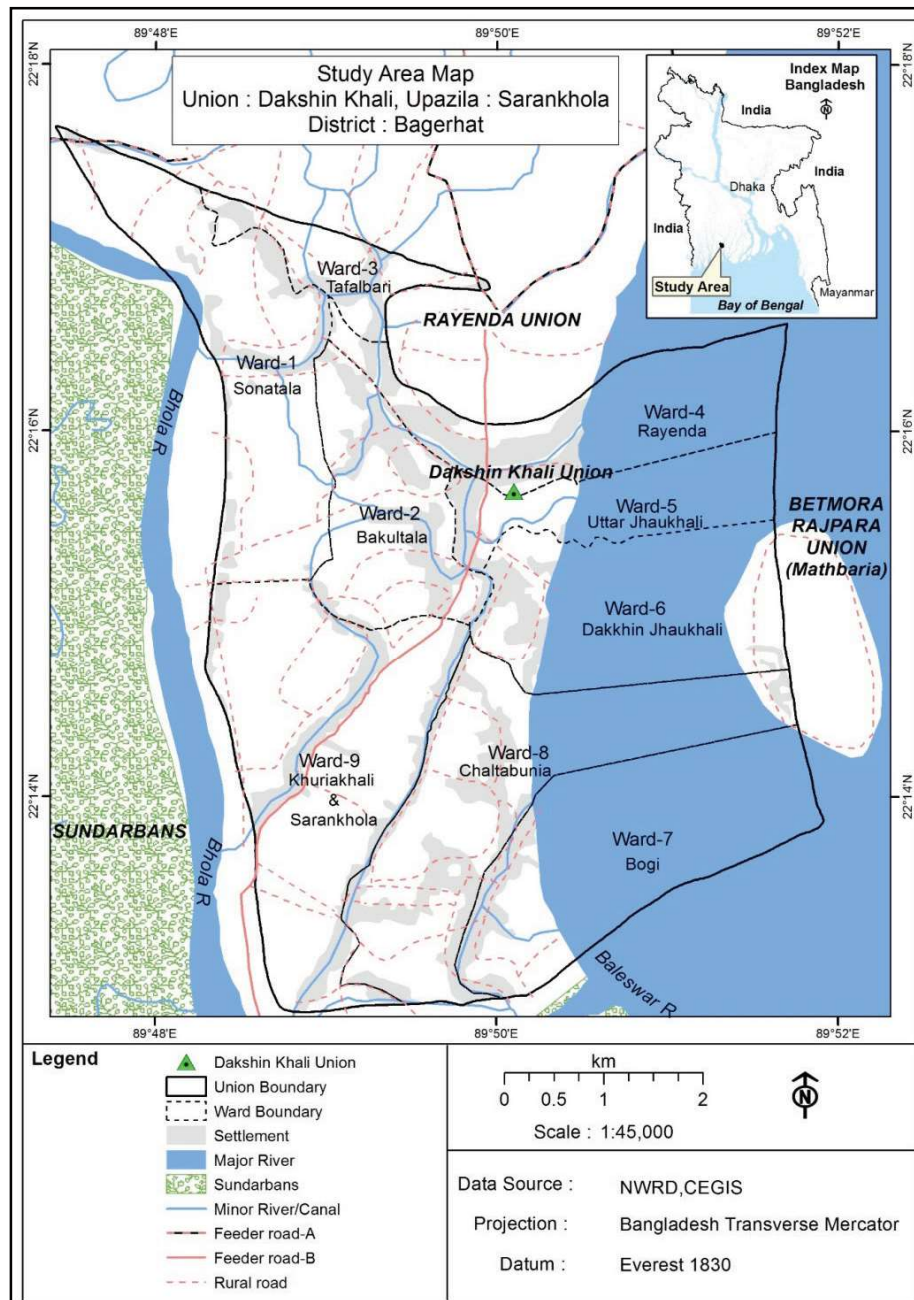 89°48'E
89°50'E
89°52'E
22°18'N
22°18'N
Study Area Map
Union : Dakshin Khali, Upazila : Sarankhola
District : Bagerhat
Index Map
Bangladesh
N
India
India
India
Dhaka
Study Area
Mayanmar
Bay of Bengal
Ward-3
Tafalbari
RAYENDA UNION
Ward-1
Sonatala
Bhola R
22°16'N
22°16'N
Ward-4
Rayenda
Dakshin Khali Union
Ward-5
Uttar Jhaukhali
BETMORA
RAJPARA
UNION
(Mathbaria)
Ward-2
Bakultala
Ward-6
Dakkhin Jhaukhali
Ward-9
Khuriakhali
&
Sarankhola
Ward-8
Chaltabunia
22°14'N
22°14'N
SUNDARBANS
Bhola R
Ward-7
Bogi
Baleswar R
89°48'E
89°50'E
89°52'E
Legend
Dakshin Khali Union
Union Boundary
Ward Boundary
Settlement
Major River
Sundarbans
Minor River/Canal
Feeder road-A
Feeder road-B
Rural road
km
0 0.5 1 2
Scale : 1:45,000
N
Data Source : NWRD,CEGIS
Projection : Bangladesh Transverse Mercator
Datum : Everest 1830